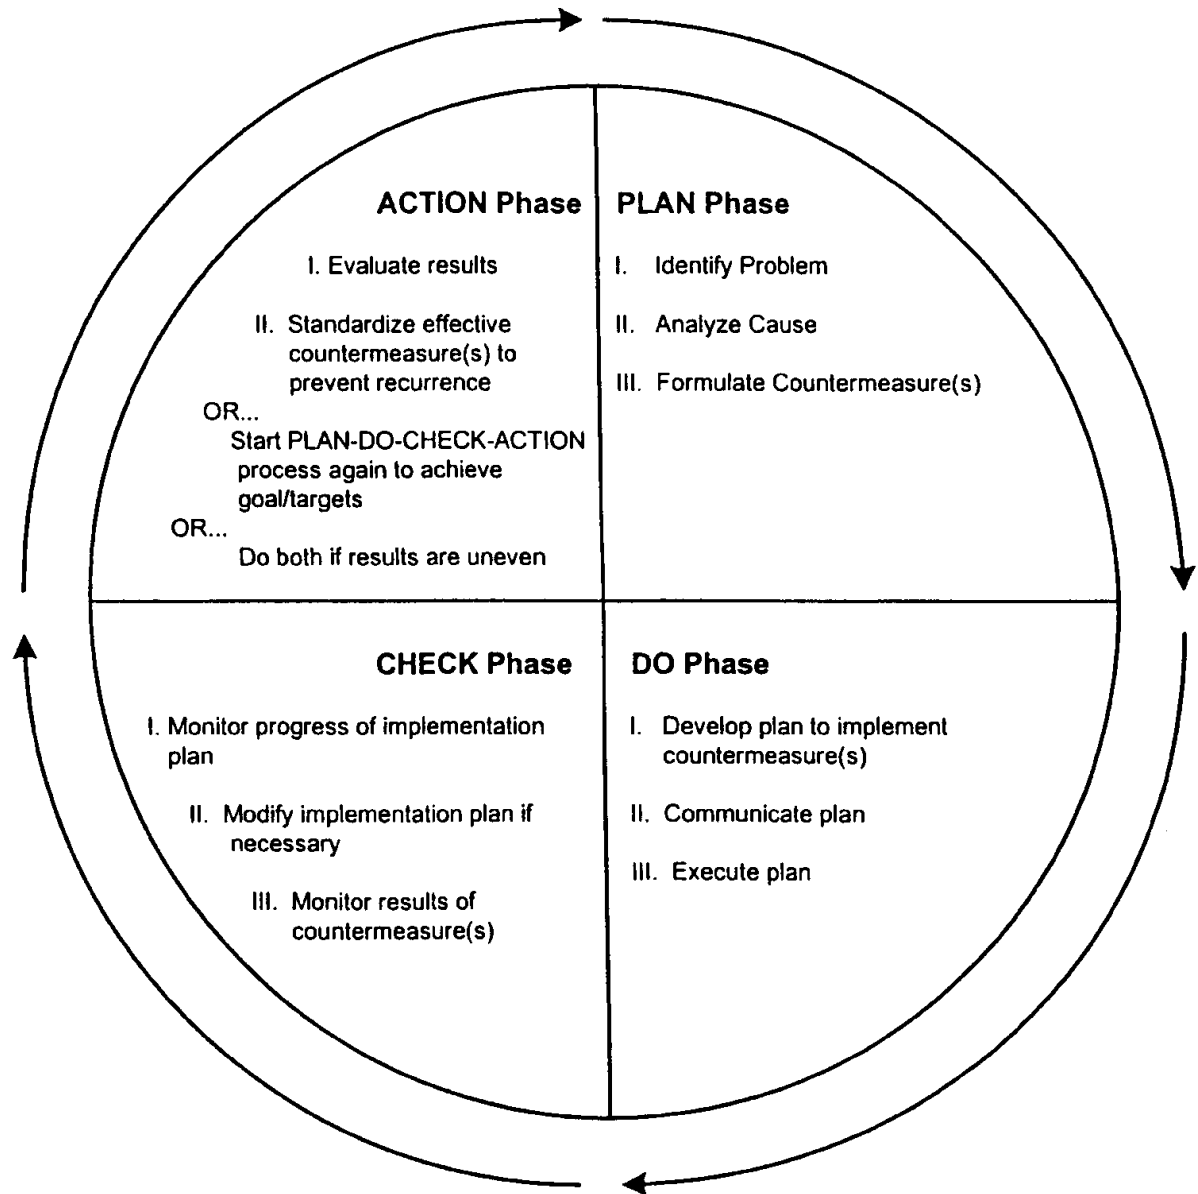 ACTION Phase
I. Evaluate results
II. Standardize effective
countermeasure(s) to
prevent recurrence
OR...
Start PLAN-DO-CHECK-ACTION
process again to achieve
goal/targets
OR...
Do both if results are uneven
PLAN Phase
I. Identify Problem
II. Analyze Cause
III. Formulate Countermeasure(s)
CHECK Phase
I. Monitor progress of implementation
plan
II. Modify implementation plan if
necessary
III. Monitor results of
countermeasure(s)
DO Phase
I. Develop plan to implement
countermeasure(s)
II. Communicate plan
III. Execute plan